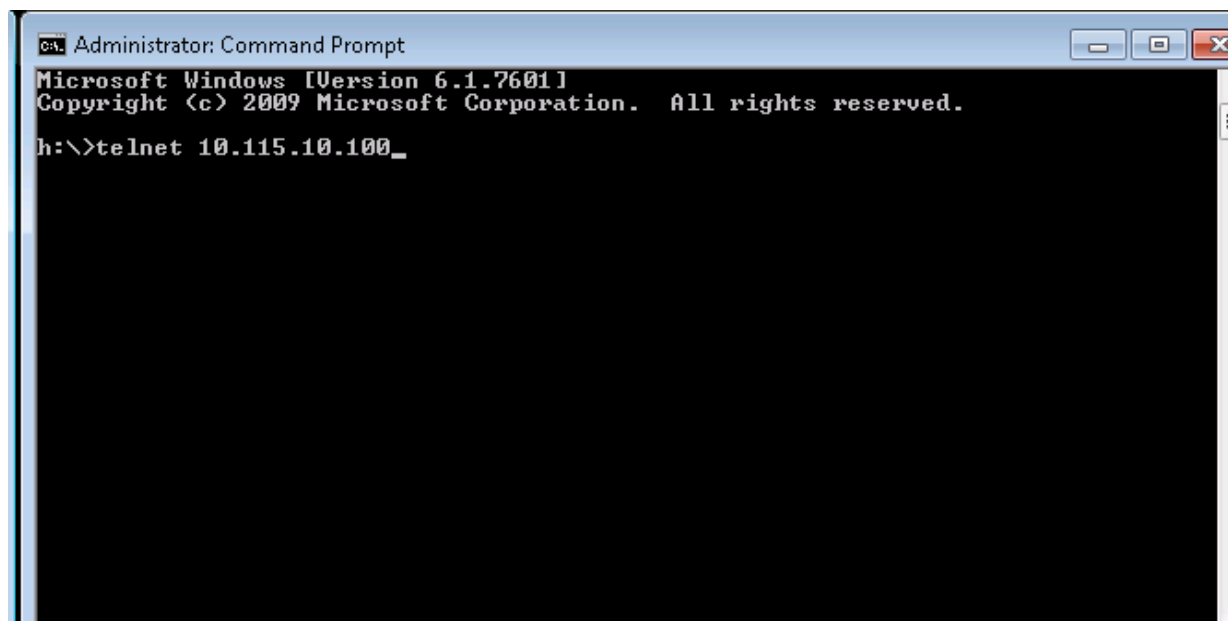 Administrator: Command Prompt
Microsoft Windows [Version 6.1.7601]
Copyright (c) 2009 Microsoft Corporation.  All rights reserved.
h:\>telnet 10.115.10.100_